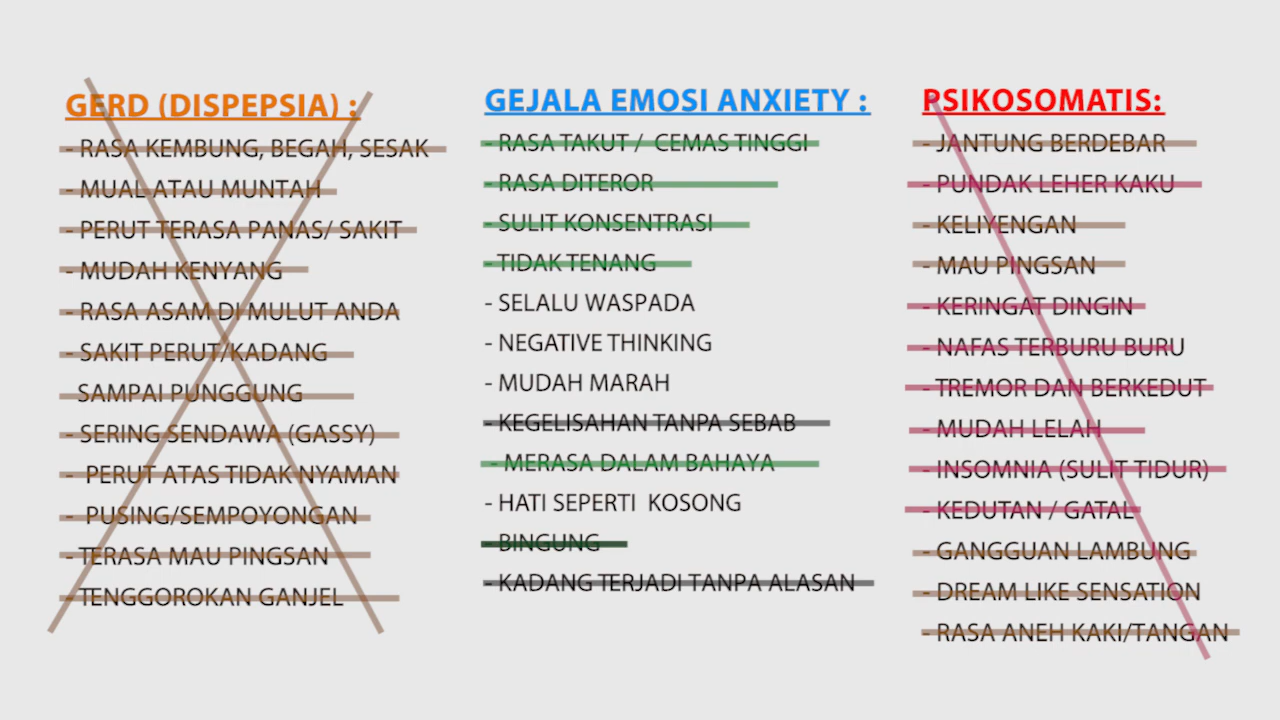 GERD (DISPEPSIA) :
- RASA KEMBUNG, BEGAH, SESAK
- MUAL ATAU MUNTAH
- PERUT TERASA PANAS/ SAKIT
- MUDAH KENYANG
- RASA ASAM DI MULUT ANDA
- SAKIT PERUT/KADANG
SAMPAI PUNGGUNG
- SERING SENDAWA (GASSY)
- PERUT ATAS TIDAK NYAMAN
- PUSING/SEMPOYONGAN
- TERASA MAU PINGSAN
- TENGGOROKAN GANJEL
GEJALA EMOSI ANXIETY :
- RASA TAKUT / CEMAS TINGGI
- RASA DITEROR
- SULIT KONSENTRASI
- TIDAK TENANG
- SELALU WASPADA
- NEGATIVE THINKING
- MUDAH MARAH
- KEGELISAHAN TANPA SEBAB
- MERASA DALAM BAHAYA
- HATI SEPERTI KOSONG
- BINGUNG
- KADANG TERJADI TANPA ALASAN
PSIKOSOMATIS:
- JANTUNG BERDEBAR
- PUNDAK LEHER KAKU
- KELIYENGAN
- MAU PINGSAN
- KERINGAT DINGIN
- NAFAS TERBURU BURU
- TREMOR DAN BERKEDUT
- MUDAH LELAH
- INSOMNIA (SULIT TIDUR)
- KEDUTAN / GATAL
- GANGGUAN LAMBUNG
- DREAM LIKE SENSATION
- RASA ANEH KAKI/TANGAN